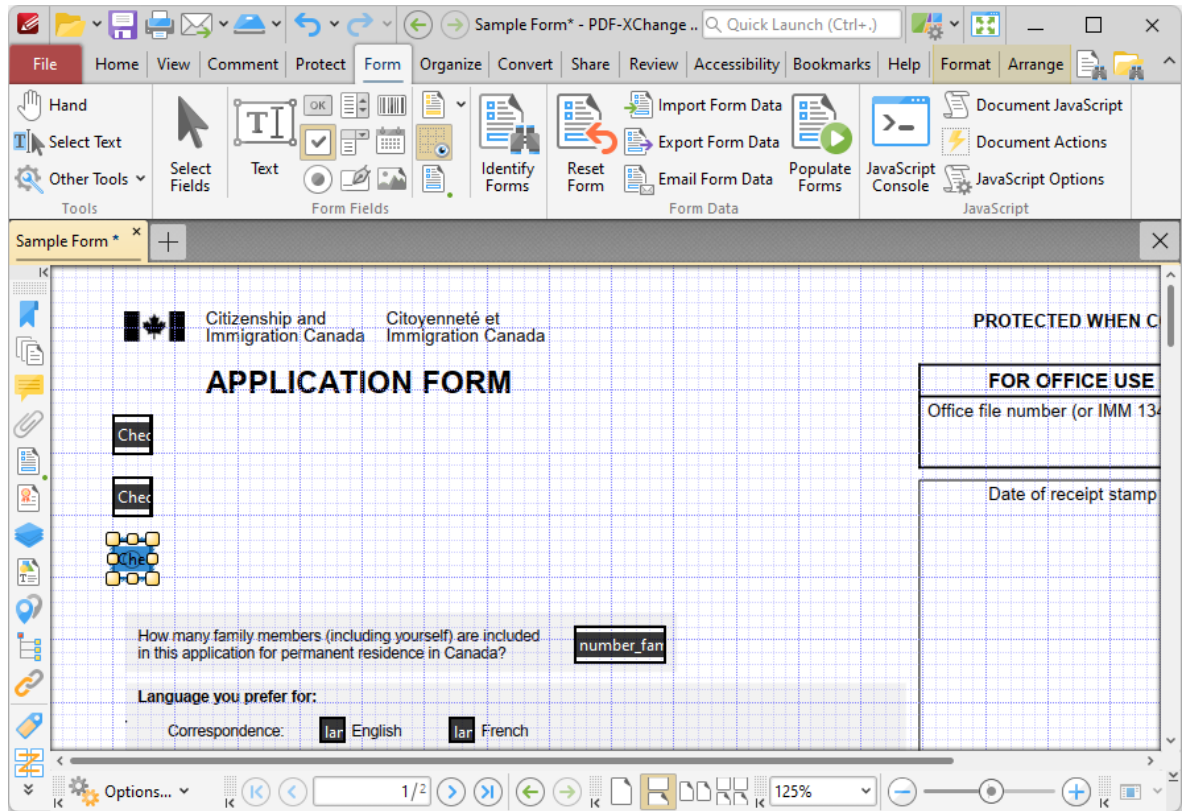 Sample Form* - PDF-XChange ..
Quick Launch (Ctrl+.)
File
Home
View
Comment
Protect
Form
Organize
Convert
Share
Review
Accessibility
Bookmarks
Help
Format
Arrange
Hand
Select Text
Other Tools
Tools
Select Fields
Text
OK
Form Fields
Identify Forms
Reset Form
Import Form Data
Export Form Data
Email Form Data
Form Data
Populate Forms
JavaScript Console
Document JavaScript
Document Actions
JavaScript Options
JavaScript
Sample Form *
Citizenship and Immigration Canada
Citoyenneté et Immigration Canada
PROTECTED WHEN C
APPLICATION FORM
FOR OFFICE USE
Office file number (or IMM 134
Date of receipt stamp
Chec
Chec
Che
How many family members (including yourself) are included
in this application for permanent residence in Canada?
number_fan
Language you prefer for:
Correspondence:
lar English
lar French
Options...
1/2
125%